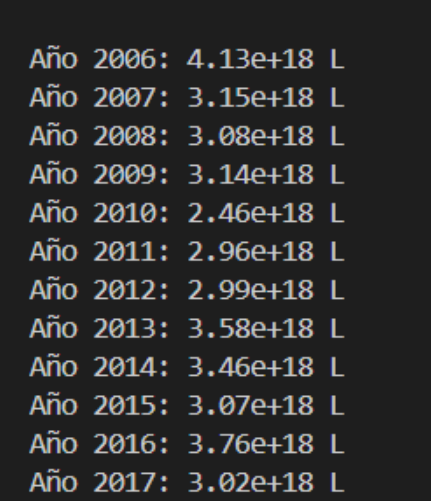 Año 2006: 4.13e+18 L
Año 2007: 3.15e+18 L
Año 2008: 3.08e+18 L
Año 2009: 3.14e+18 L
Año 2010: 2.46e+18 L
Año 2011: 2.96e+18 L
Año 2012: 2.99e+18 L
Año 2013: 3.58e+18 L
Año 2014: 3.46e+18 L
Año 2015: 3.07e+18 L
Año 2016: 3.76e+18 L
Año 2017: 3.02e+18 L